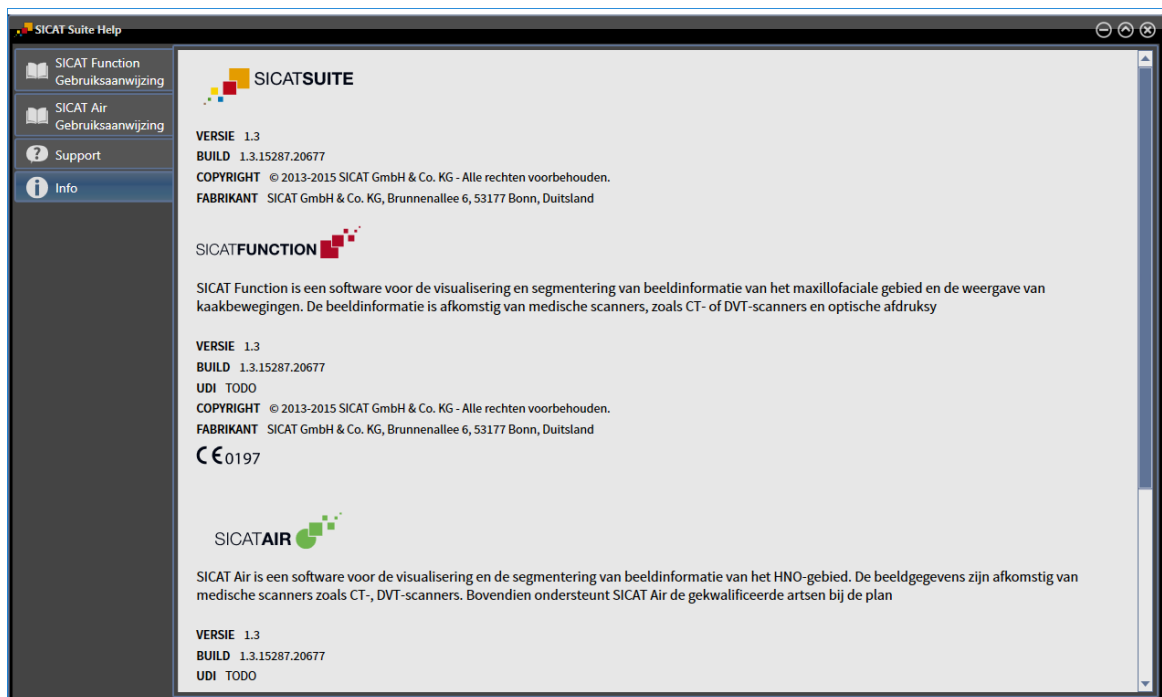 SICAT Suite Help
SICAT Function
Gebruiksaanwijzing
SICAT Air
Gebruiksaanwijzing
Support
Info
SICATSUITE
VERSIE 1.3
BUILD 1.3.15287.20677
COPYRIGHT © 2013-2015 SICAT GmbH & Co. KG - Alle rechten voorbehouden.
FABRIKANT SICAT GmbH & Co. KG, Brunnenallee 6, 53177 Bonn, Duitsland
SICATFUNCTION
SICAT Function is een software voor de visualisering en segmentering van beeldinformatie van het maxillofaciale gebied en de weergave van
kaakbewegingen. De beeldinformatie is afkomstig van medische scanners, zoals CT- of DVT-scanners en optische afdruksy
VERSIE 1.3
BUILD 1.3.15287.20677
UDI TODO
COPYRIGHT © 2013-2015 SICAT GmbH & Co. KG - Alle rechten voorbehouden.
FABRIKANT SICAT GmbH & Co. KG, Brunnenallee 6, 53177 Bonn, Duitsland
CE0197
SICATAIR
SICAT Air is een software voor de visualisering en de segmentering van beeldinformatie van het HNO-gebied. De beeldgegevens zijn afkomstig van
medische scanners zoals CT-, DVT-scanners. Bovendien ondersteunt SICAT Air de gekwalificeerde artsen bij de plan
VERSIE 1.3
BUILD 1.3.15287.20677
UDI TODO